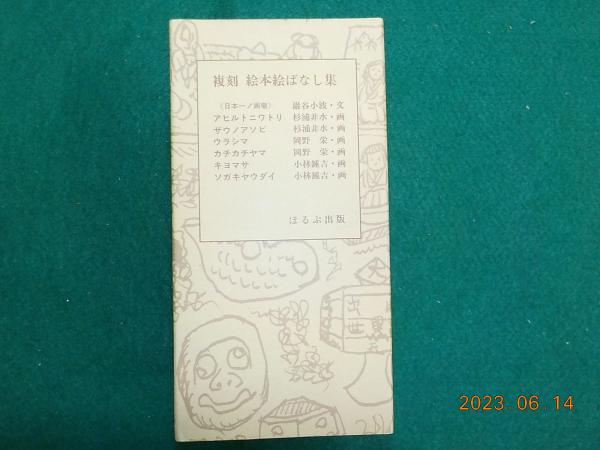 複刻 絵本絵ばなし集
《日本一ノ画噺》 巌谷小波・文
アヒルトニワトリ 杉浦非水・画
ザウノアソビ 杉浦非水・画
ウラシマ 岡野 栄・画
カチカチヤマ 岡野 栄・画
キヨマサ 小林鍾吉・画
ソガキヤウダイ 小林鍾吉・画
ほるぷ出版
大
出世
2023.06.14